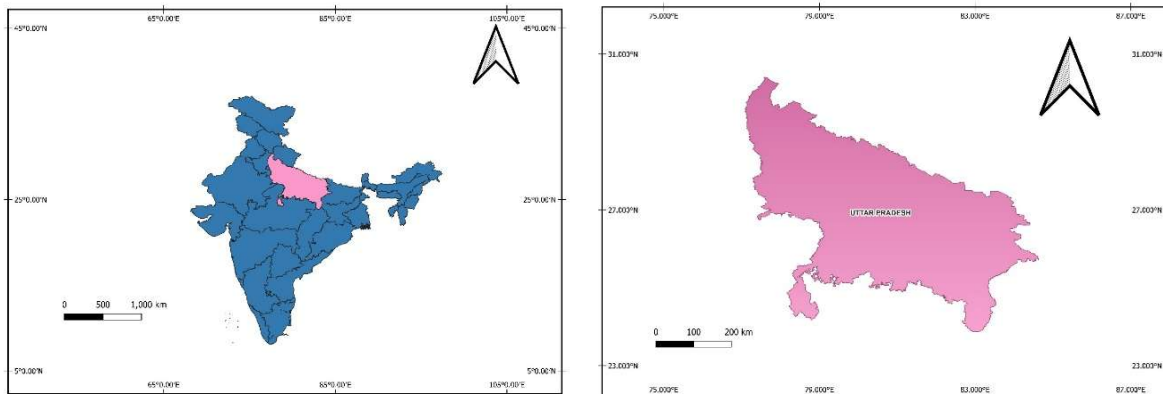 65°0.00'E 85°0.00'E 105°0.00'E
45°0.00'N 45°0.00'N
25°0.00'N 25°0.00'N
0 500 1,000 km
5°0.00'N 5°0.00'N
65°0.00'E 85°0.00'E 105°0.00'E
75.000°E 79.000°E 83.000°E 87.000°E
31.000°N 31.000°N
27.000°N 27.000°N
UTTAR PRADESH
0 100 200 km
23.000°N 23.000°N
75.000°E 79.000°E 83.000°E 87.000°E